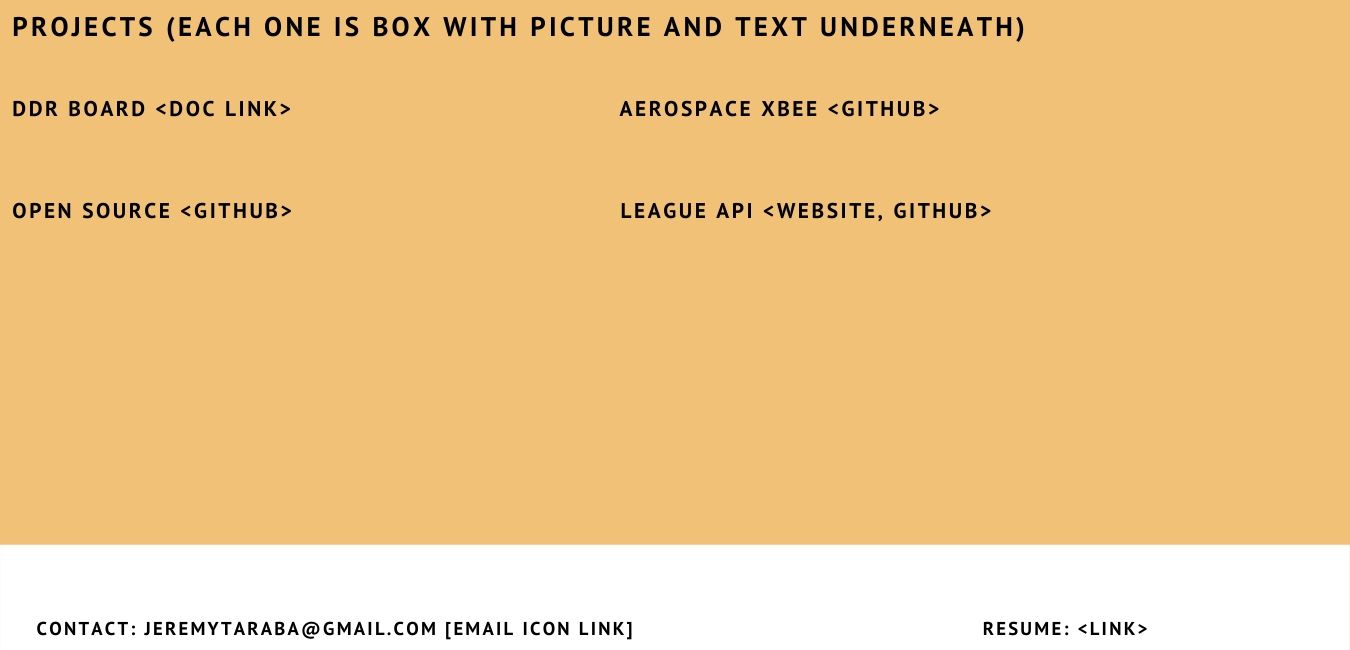 PROJECTS (EACH ONE IS BOX WITH PICTURE AND TEXT UNDERNEATH)
DDR BOARD <DOC LINK>
AEROSPACE XBEE <GITHUB>
OPEN SOURCE <GITHUB>
LEAGUE API <WEBSITE, GITHUB>
CONTACT: JEREMYTARABA@GMAIL.COM [EMAIL ICON LINK]
RESUME: <LINK>